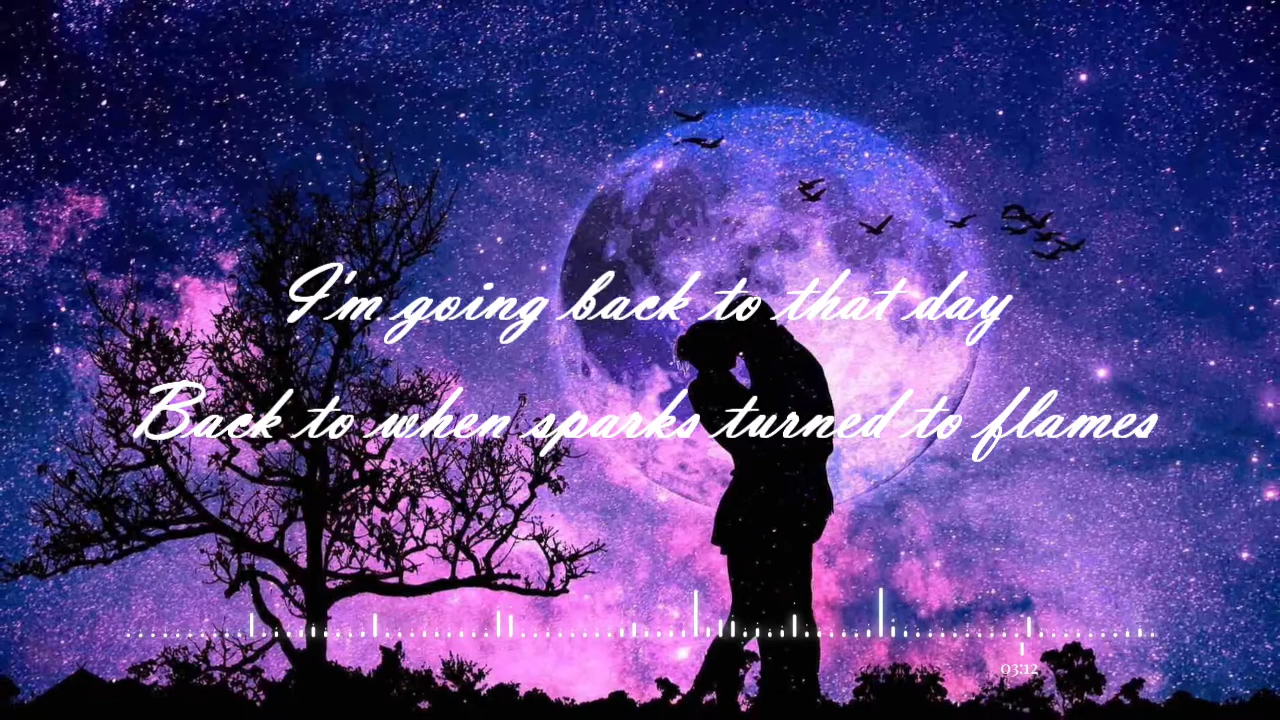 I'm going back to that day
Back to when sparks turned to flames
03:12